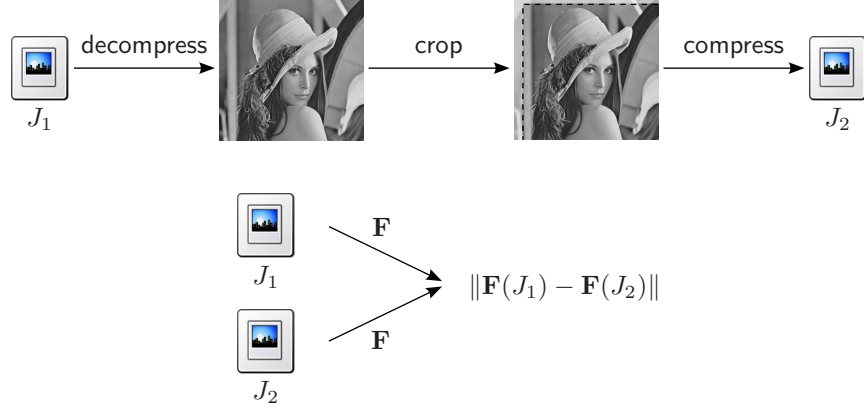 decompress crop compress
J₁ J₂
F
J₁
‖F(J₁) − F(J₂)‖
F
J₂